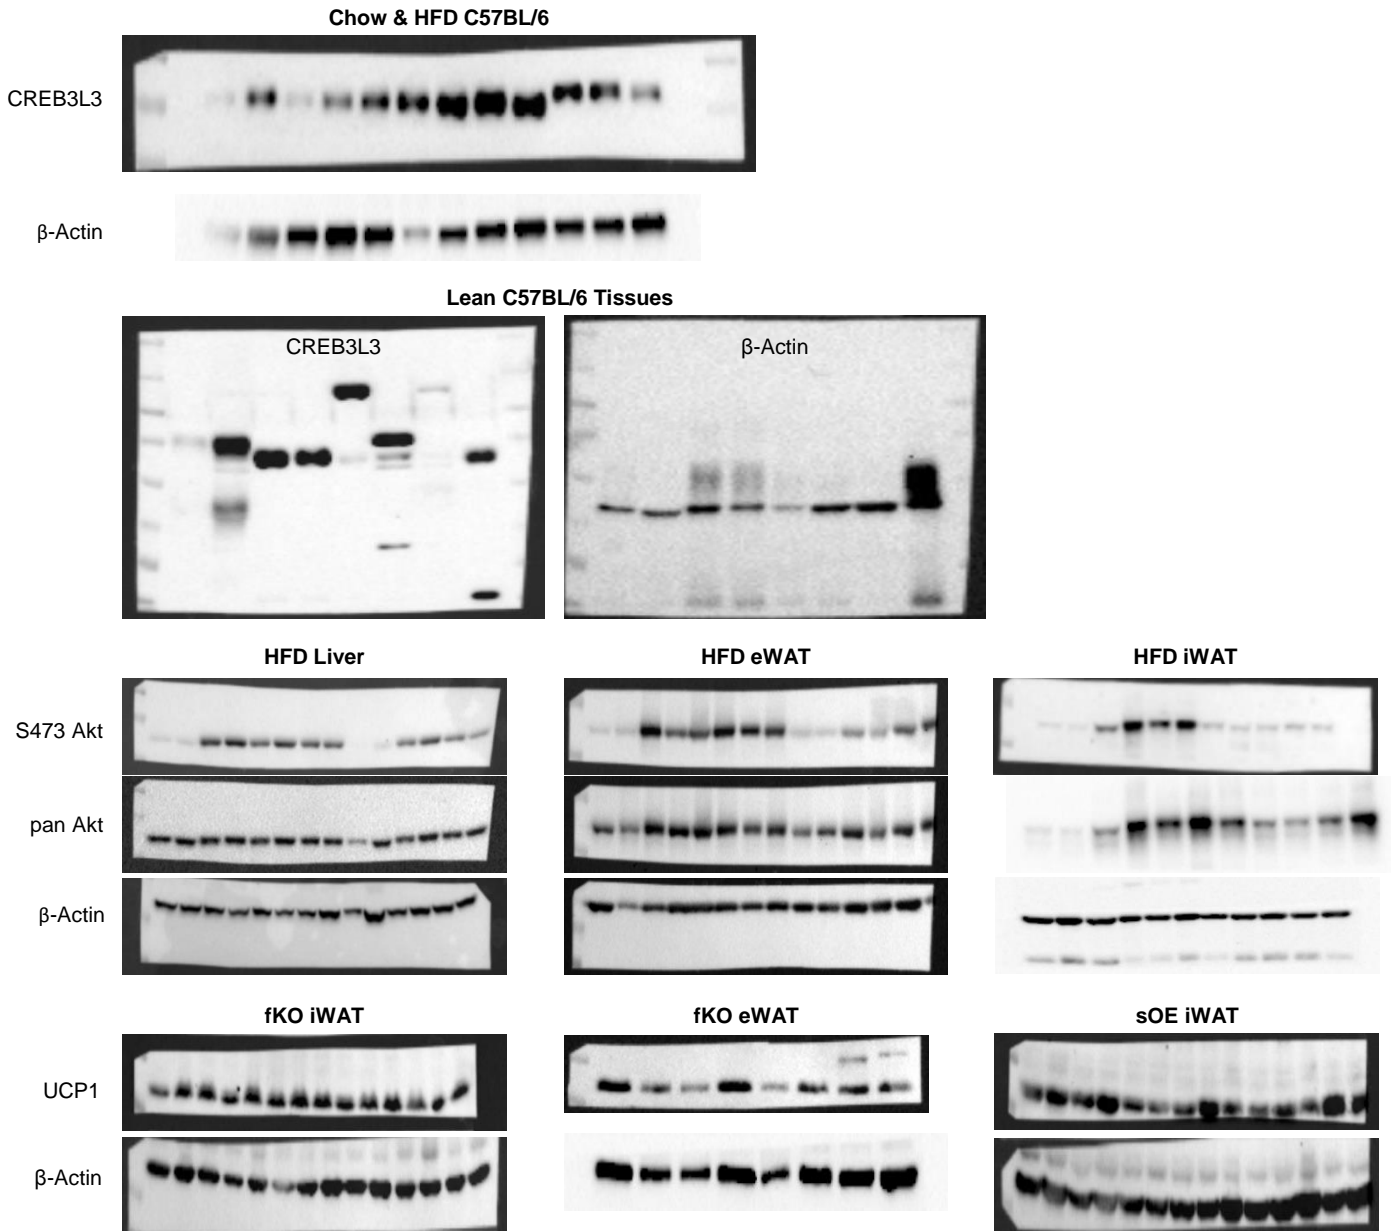 Chow & HFD C57BL/6
CREB3L3
β-Actin
Lean C57BL/6 Tissues
CREB3L3
β-Actin
HFD Liver
HFD eWAT
HFD iWAT
S473 Akt
pan Akt
β-Actin
fKO iWAT
fKO eWAT
sOE iWAT
UCP1
β-Actin